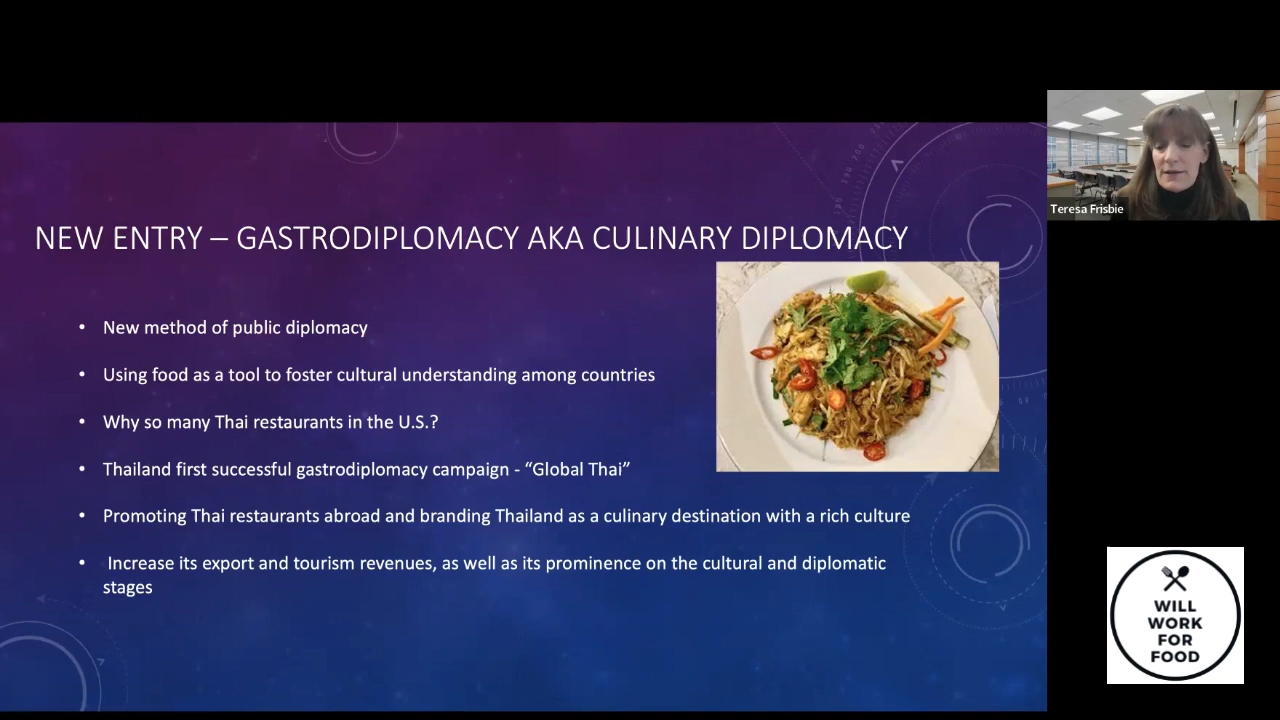 NEW ENTRY – GASTRODIPLOMACY AKA CULINARY DIPLOMACY
• New method of public diplomacy
• Using food as a tool to foster cultural understanding among countries
• Why so many Thai restaurants in the U.S.?
• Thailand first successful gastrodiplomacy campaign - “Global Thai”
• Promoting Thai restaurants abroad and branding Thailand as a culinary destination with a rich culture
• Increase its export and tourism revenues, as well as its prominence on the cultural and diplomatic
stages
Teresa Frisbie
WILL
WORK
FOR
FOOD